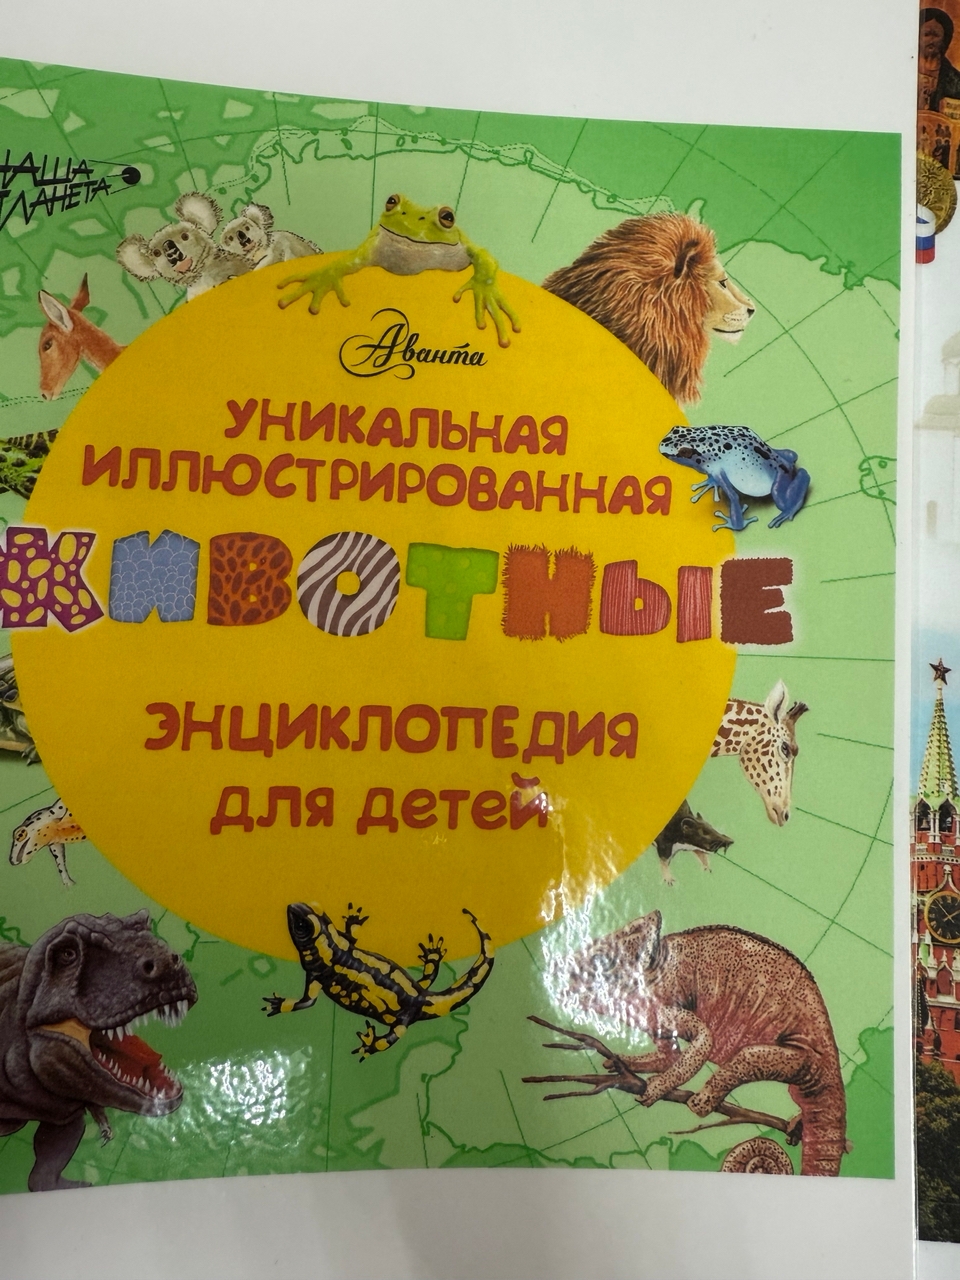 НАША
ПЛАНЕТА
Аванта
УНИКАЛЬНАЯ
ИЛЛЮСТРИРОВАННАЯ
ЖИВОТНЫЕ
ЭНЦИКЛОПЕДИЯ
для детей